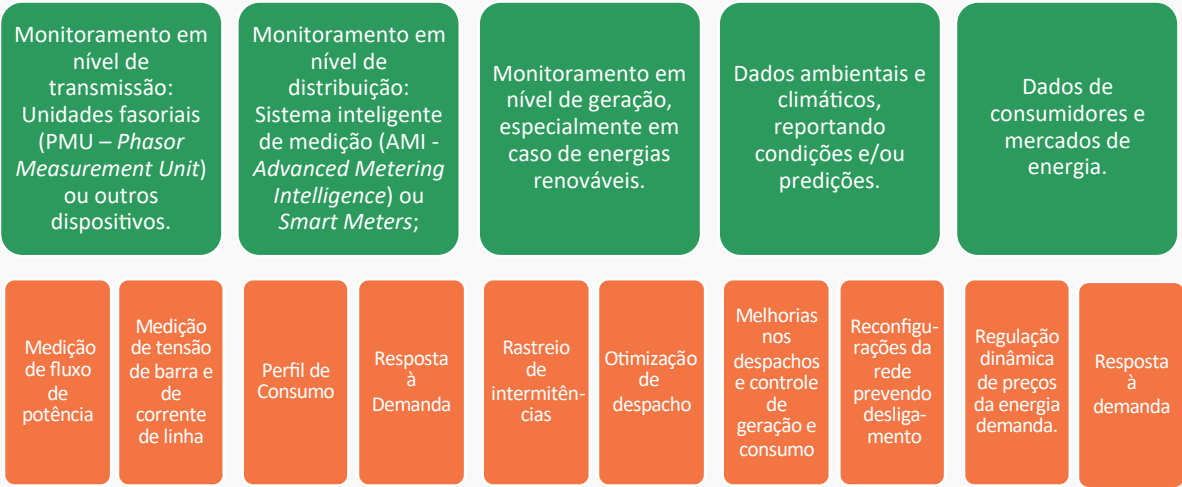 Monitoramento em
nível de
transmissão:
Unidades fasoriais
(PMU – Phasor
Measurement Unit)
ou outros
dispositivos.
Monitoramento em
nível de
distribuição:
Sistema inteligente
de medição (AMI -
Advanced Metering
Intelligence) ou
Smart Meters;
Monitoramento em
nível de geração,
especialmente em
caso de energias
renováveis.
Dados ambientais e
climáticos,
reportando
condições e/ou
predições.
Dados de
consumidores e
mercados de
energia.
Medição
de fluxo
de
potência
Medição
de tensão
de barra e
de
corrente
de linha
Perfil de
Consumo
Resposta
à
Demanda
Rastreio
de
intermitên-
cias
Otimização
de
despacho
Melhorias
nos
despachos
e controle
de
geração e
consumo
Reconfigu-
rações da
rede
prevendo
desliga-
mento
Regulação
dinâmica
de preços
da energia
demanda.
Resposta
à
demanda